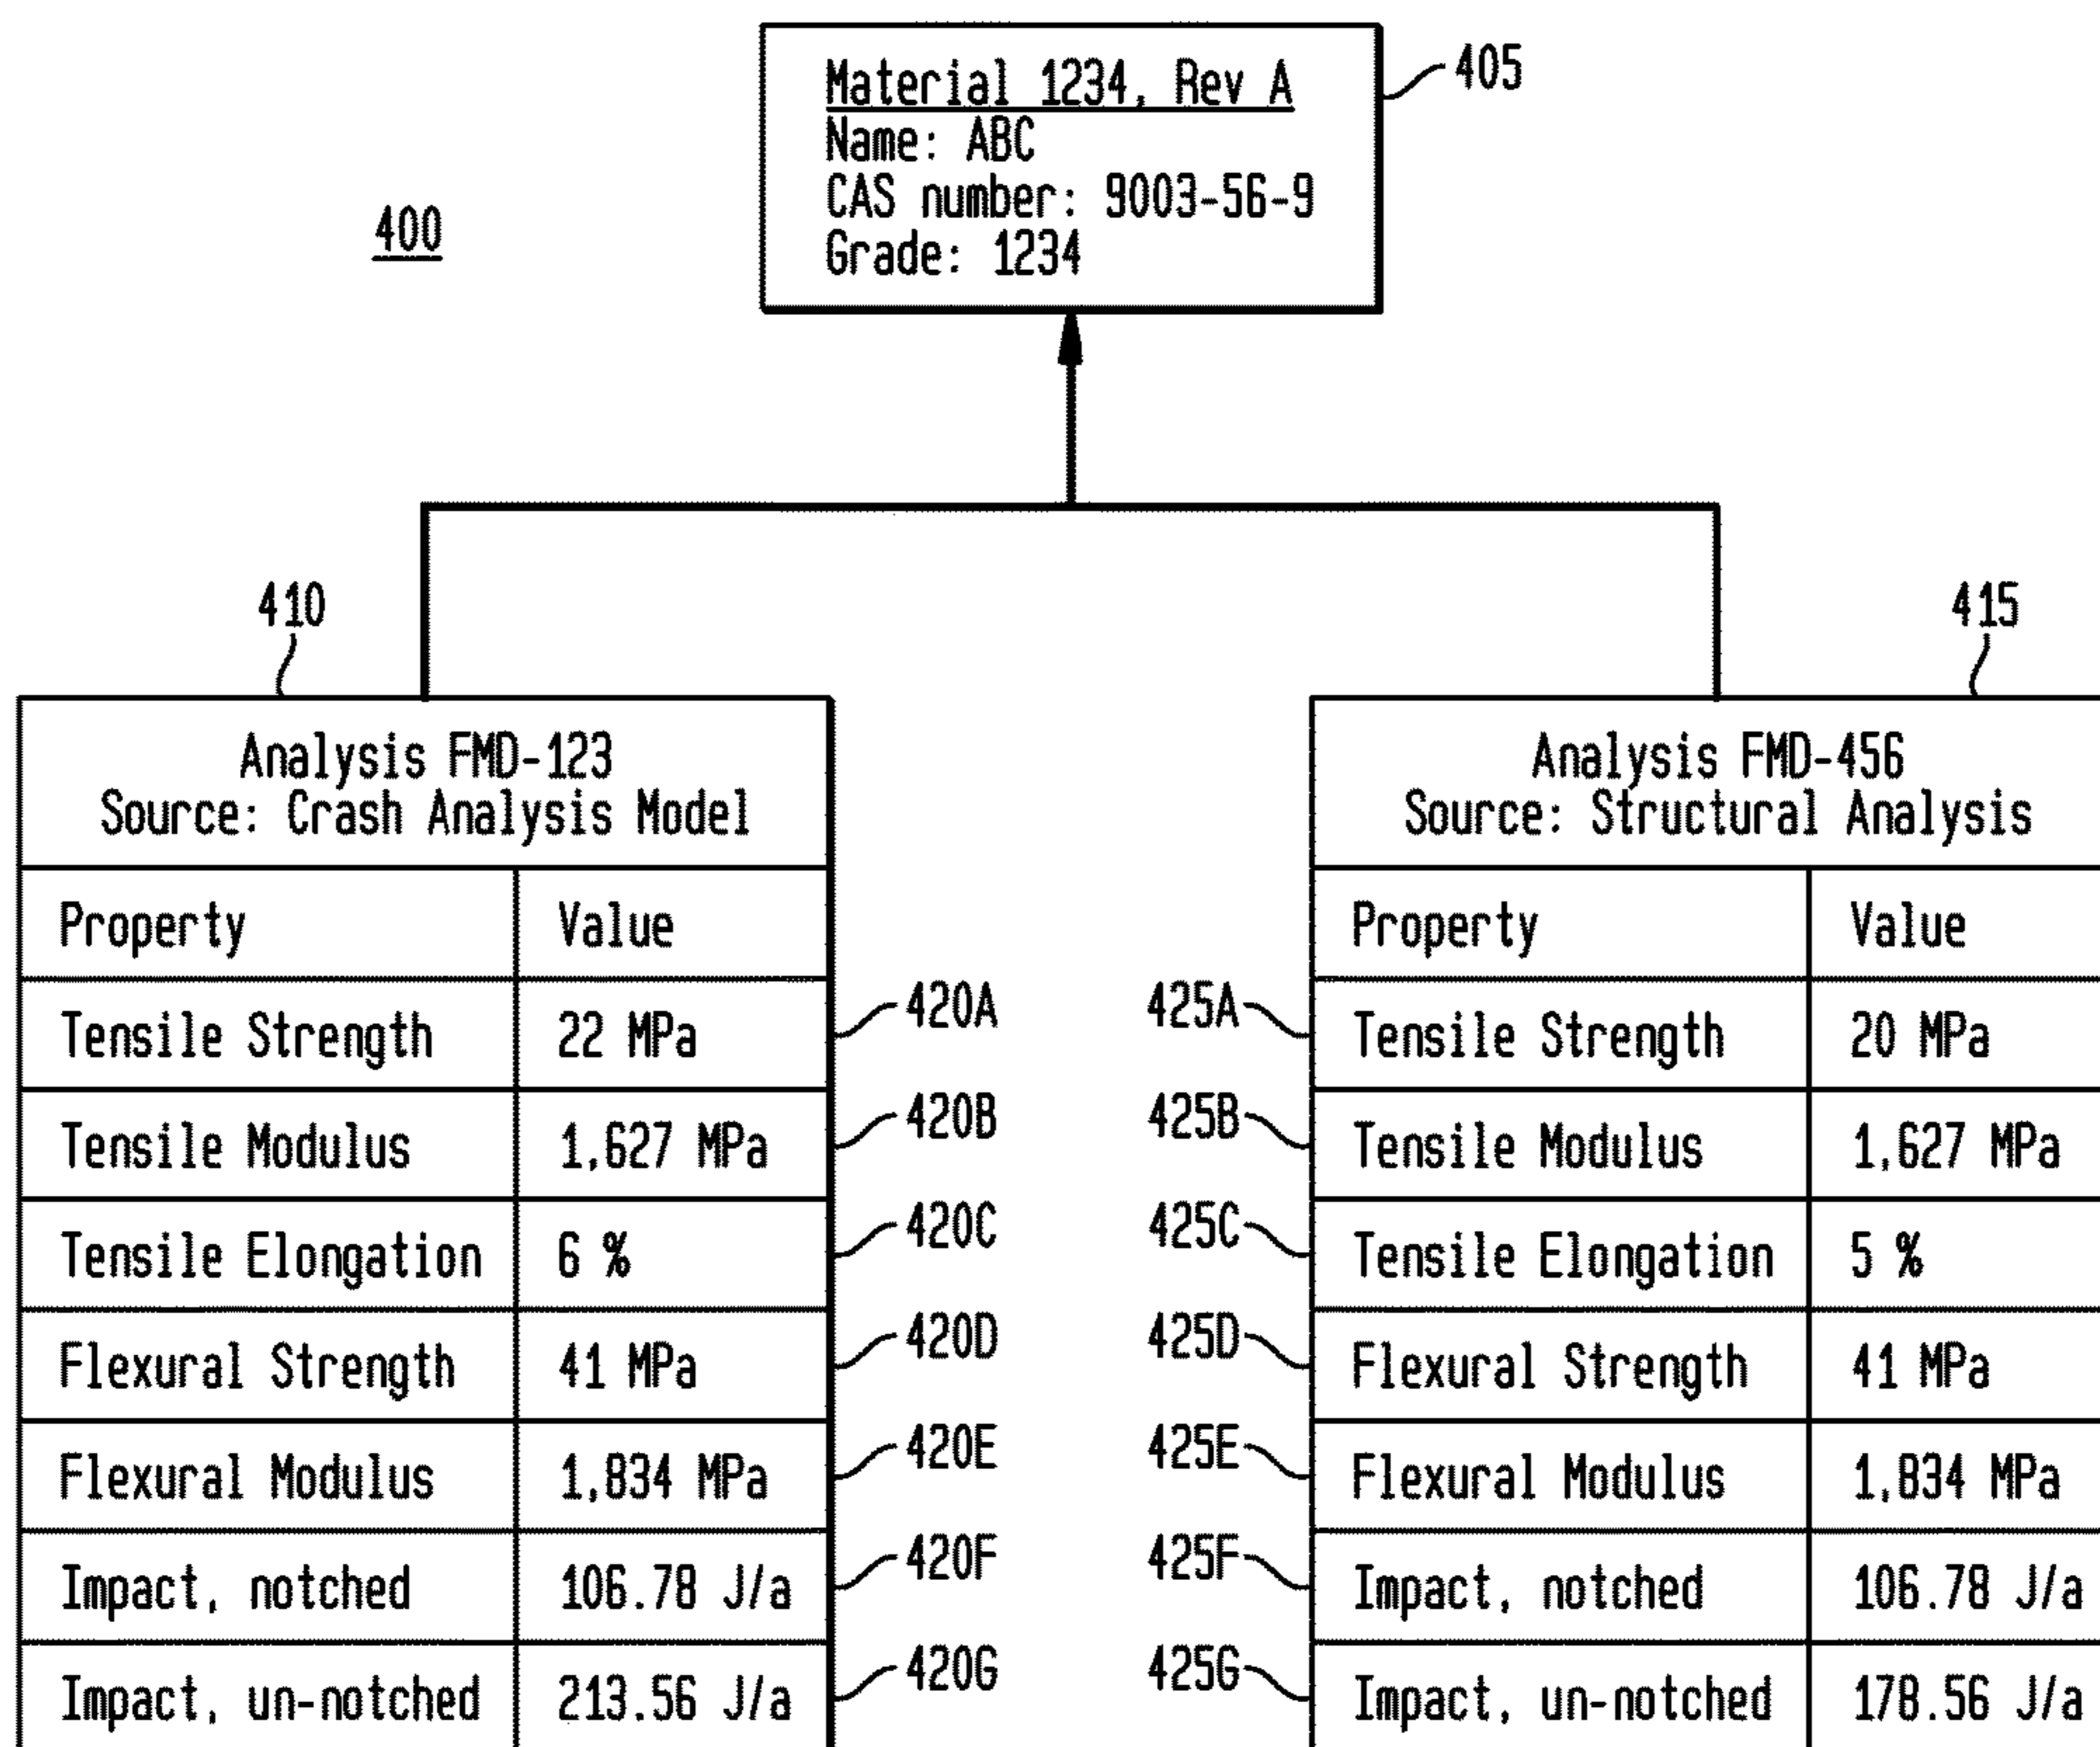 Material 1234, Rev A
405
Name: ABC
CAS number: 9003-56-9
Grade: 1234
400
410
415
Analysis FMD-123
Source: Crash Analysis Model
Property Value
Tensile Strength 22 MPa 420A
Tensile Modulus 1,627 MPa 420B
Tensile Elongation 6 % 420C
Flexural Strength 41 MPa 420D
Flexural Modulus 1,834 MPa 420E
Impact, notched 106.78 J/a 420F
Impact, un-notched 213.56 J/a 420G
Analysis FMD-456
Source: Structural Analysis
Property Value
425A Tensile Strength 20 MPa
425B Tensile Modulus 1,627 MPa
425C Tensile Elongation 5 %
425D Flexural Strength 41 MPa
425E Flexural Modulus 1,834 MPa
425F Impact, notched 106.78 J/a
425G Impact, un-notched 178.56 J/a